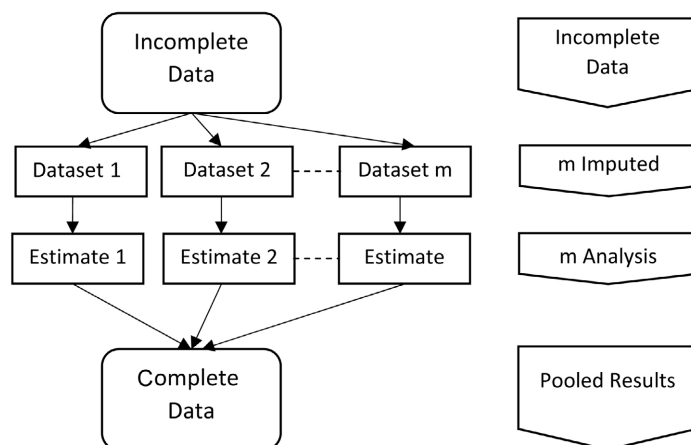 Incomplete
Data
Incomplete
Data
Dataset 1
Dataset 2
Dataset m
m Imputed
Estimate 1
Estimate 2
Estimate
m Analysis
Complete
Data
Pooled Results